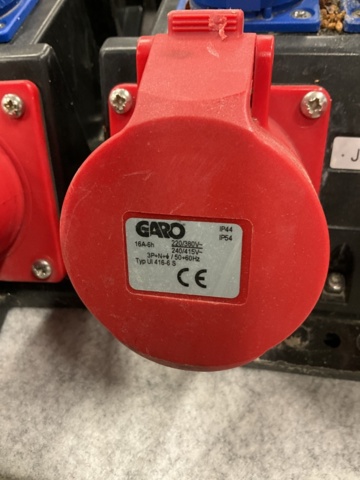 GARO
IP44
16A-6h 220/380V~ IP54
240/415V~
3P+N+⏚ / 50+60Hz
Typ UI 416-6 S
CE
J